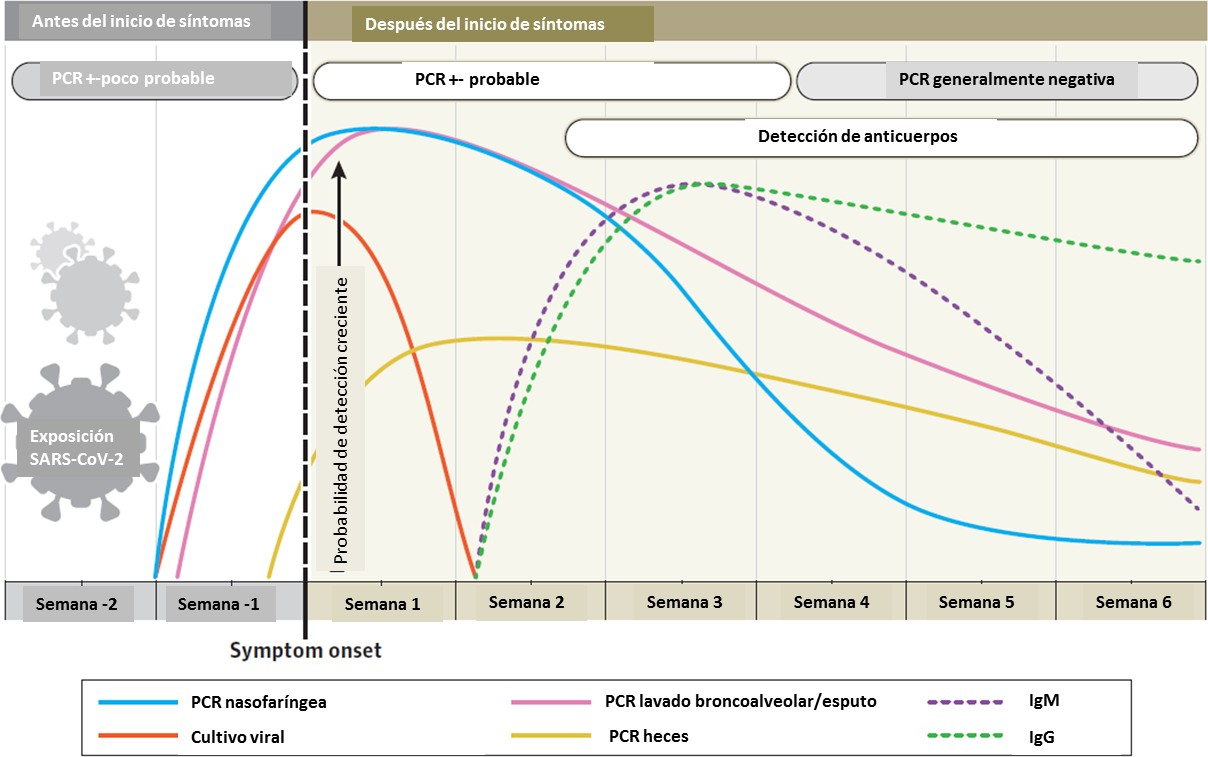 Antes del inicio de síntomas
Después del inicio de síntomas
PCR +-poco probable
PCR +- probable
PCR generalmente negativa
Detección de anticuerpos
Exposición
SARS-CoV-2
Probabilidad de detección creciente
Semana -2
Semana -1
Semana 1
Semana 2
Semana 3
Semana 4
Semana 5
Semana 6
Symptom onset
PCR nasofaríngea
PCR lavado broncoalveolar/esputo
IgM
Cultivo viral
PCR heces
IgG